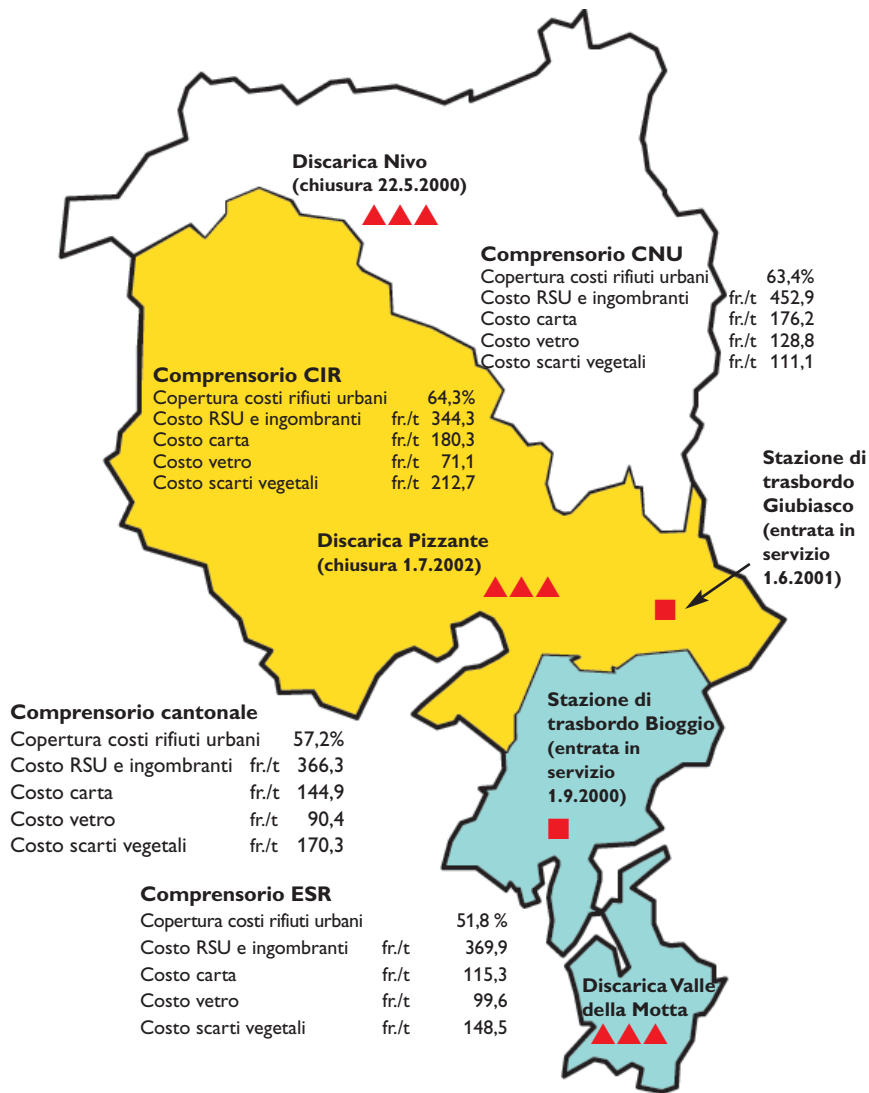 Discarica Nivo
(chiusura 22.5.2000)
Comprensorio CNU
Copertura costi rifiuti urbani 63,4%
Costo RSU e ingombranti fr./t 452,9
Costo carta fr./t 176,2
Costo vetro fr./t 128,8
Costo scarti vegetali fr./t 111,1
Comprensorio CIR
Copertura costi rifiuti urbani 64,3%
Costo RSU e ingombranti fr./t 344,3
Costo carta fr./t 180,3
Costo vetro fr./t 71,1
Costo scarti vegetali fr./t 212,7
Stazione di
trasbordo
Giubiasco
(entrata in
servizio
1.6.2001)
Discarica Pizzante
(chiusura 1.7.2002)
Stazione di
trasbordo Bioggio
(entrata in
servizio
1.9.2000)
Comprensorio cantonale
Copertura costi rifiuti urbani 57,2%
Costo RSU e ingombranti fr./t 366,3
Costo carta fr./t 144,9
Costo vetro fr./t 90,4
Costo scarti vegetali fr./t 170,3
Comprensorio ESR
Copertura costi rifiuti urbani 51,8 %
Costo RSU e ingombranti fr./t 369,9
Costo carta fr./t 115,3
Costo vetro fr./t 99,6
Costo scarti vegetali fr./t 148,5
Discarica Valle
della Motta